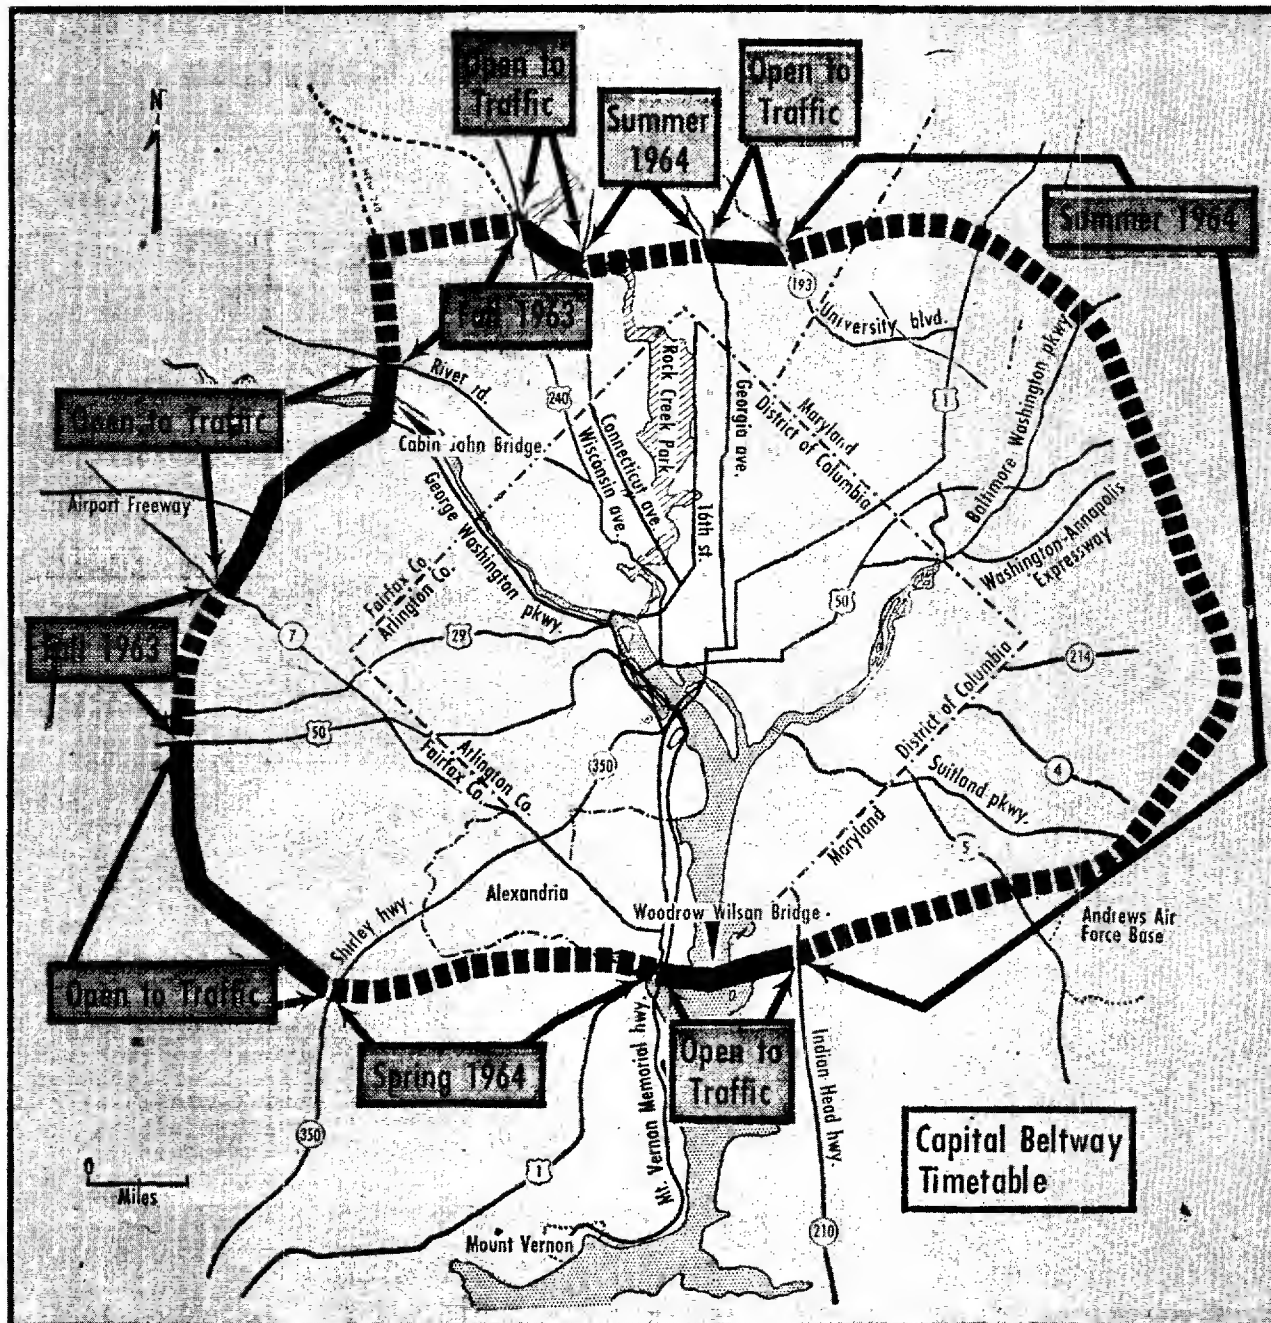 Open to
Traffic
Summer
1964
Open to
Traffic
N
NEW 240
Summer 1964
Fall 1963
193
University blvd.
River rd.
240
1
Open to Traffic
Cabin John Bridge.
Rock Creek Park
Georgia ave.
Maryland
District of Columbia
Baltimore Washington pkwy.
Connecticut ave.
Wisconsin ave.
16th st.
Airport Freeway
George Washington pkwy.
Washington-Annapolis
Expressway
Fairfax Co.
Arlington Co.
50
7
29
Fall 1963
214
District of Columbia
Maryland
50
Arlington Co
Fairfax Co.
350
4
Suitland pkwy.
5
Alexandria
Shirley hwy.
Woodrow Wilsan Bridge
Andrews Air
Force Base
Open to Traffic
Spring 1964
Mt. Vernan Memorial hwy.
Open to
Traffic
Indian Head hwy.
350
1
210
Capital Beltway
Timetable
0
Miles
Mount Vernan